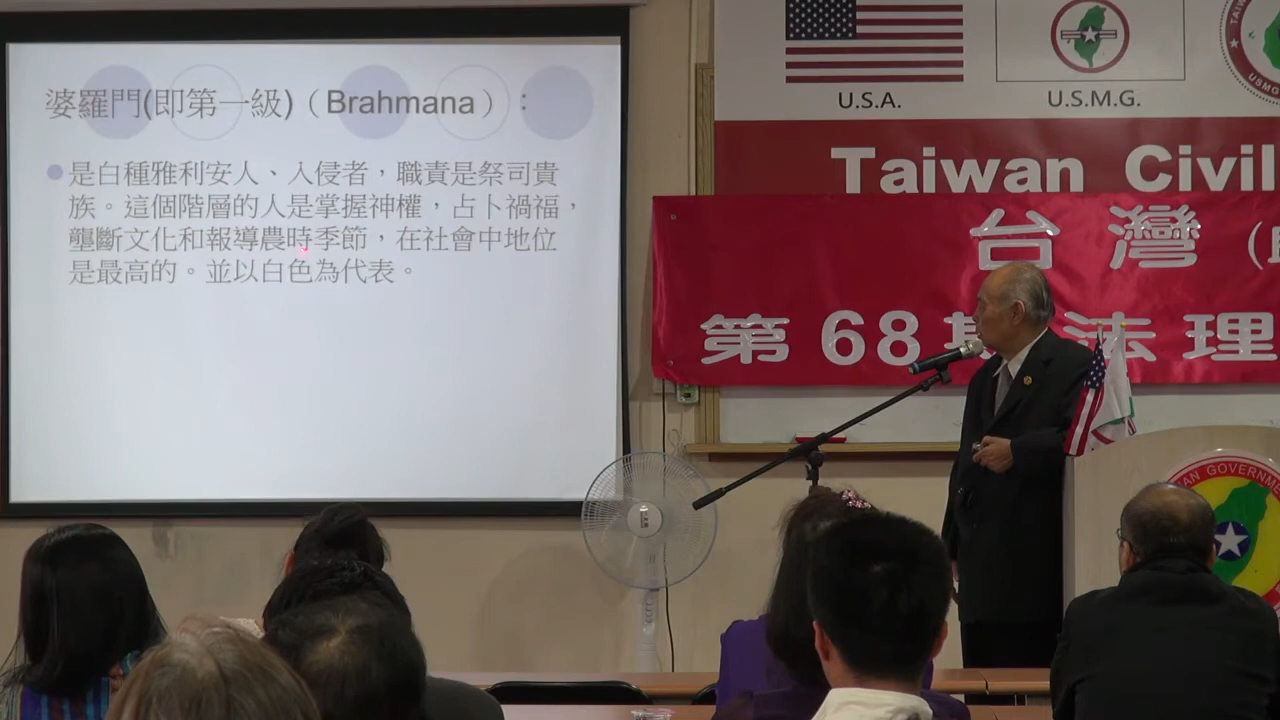 婆羅門(即第一級)（Brahmana）：
是白種雅利安人、入侵者，職責是祭司貴
族。這個階層的人是掌握神權，占卜禍福，
壟斷文化和報導農時季節，在社會中地位
是最高的。並以白色為代表。
U.S.A.
U.S.M.G.
Taiwan Civil
台灣（
第68期法理